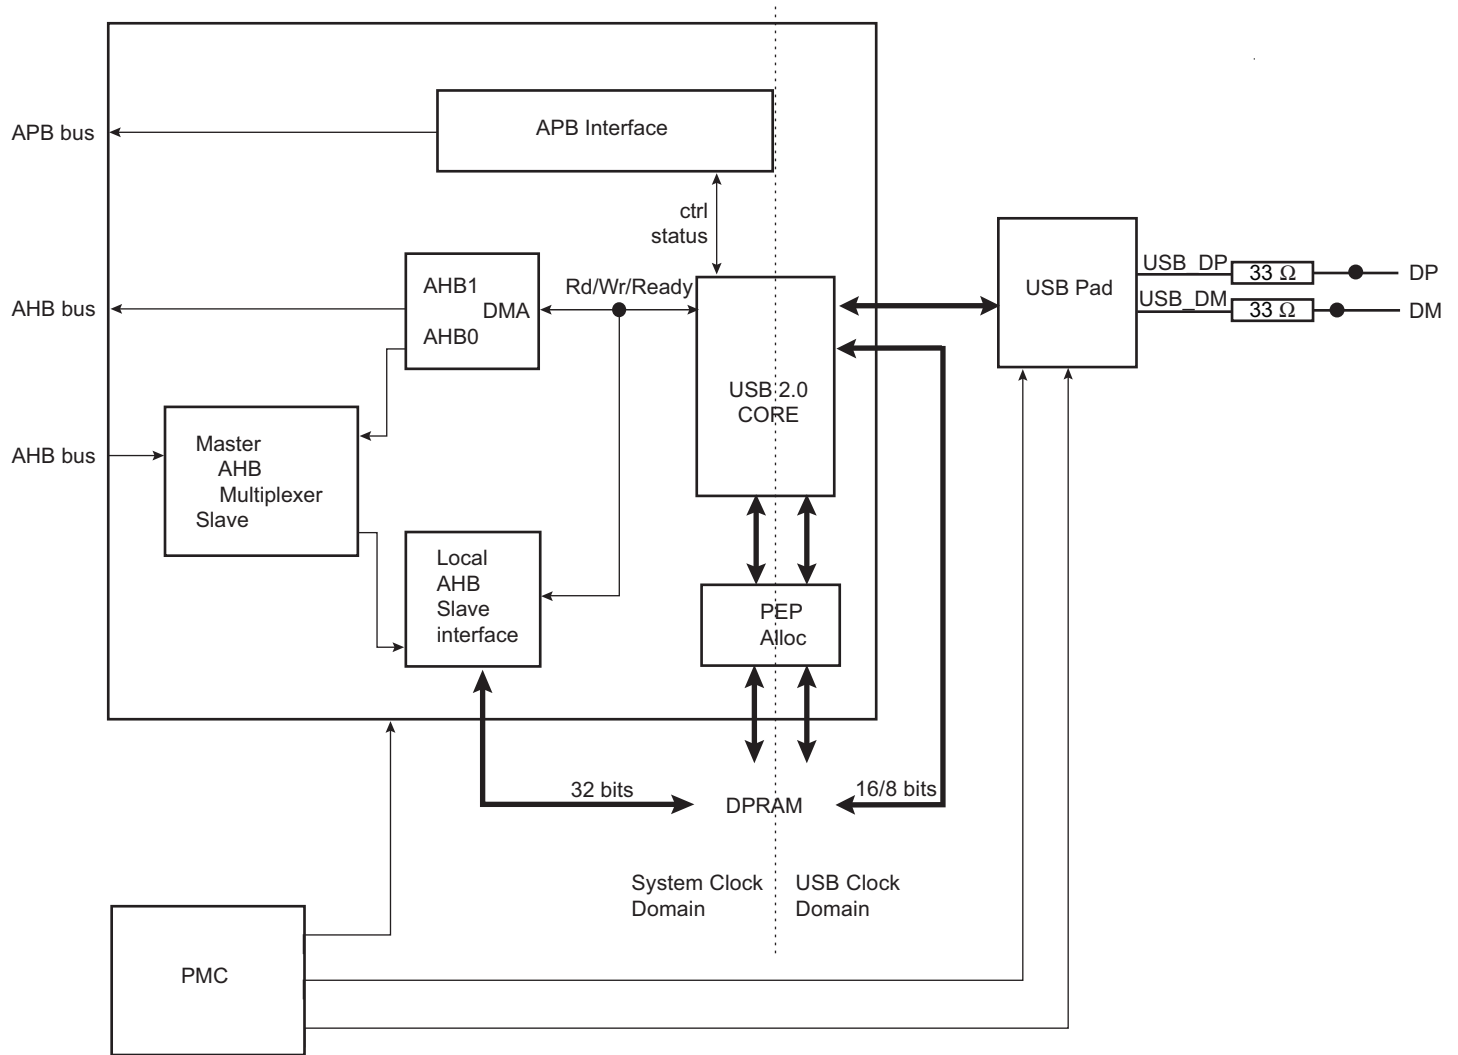 APB bus
APB Interface
ctrl
status
AHB bus
AHB1
DMA
AHB0
Rd/Wr/Ready
USB Pad
USB_DP
33 Ω
DP
USB_DM
33 Ω
DM
USB 2.0
CORE
AHB bus
Master
AHB
Multiplexer
Slave
Local
AHB
Slave
interface
PEP
Alloc
32 bits
DPRAM
16/8 bits
System Clock
Domain
USB Clock
Domain
PMC